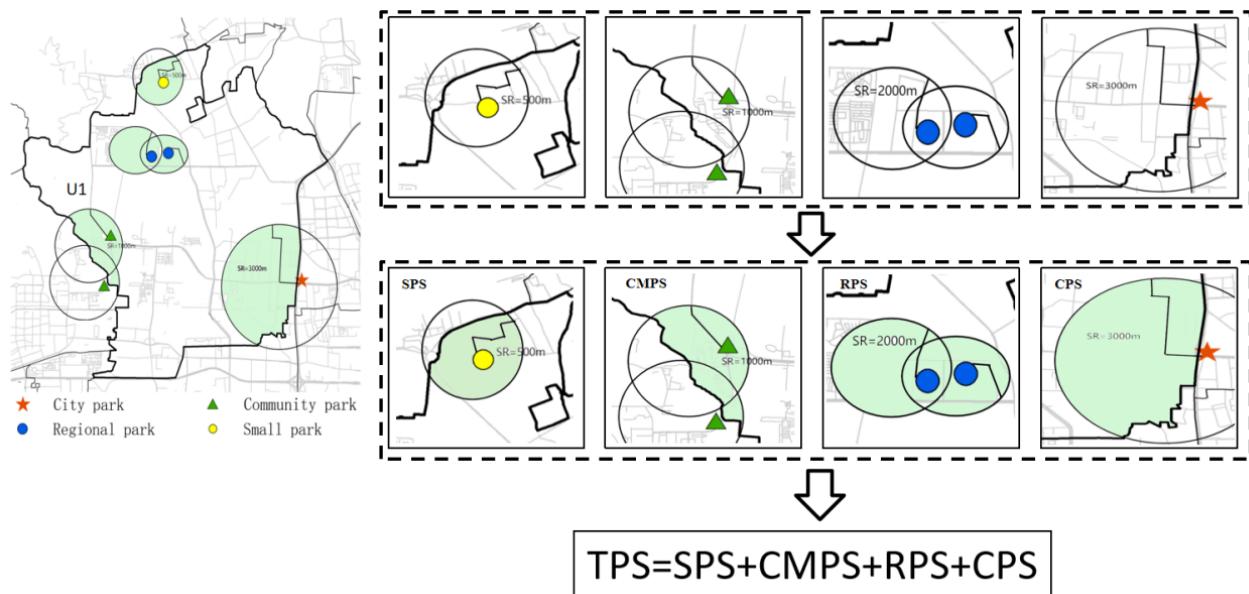 SR=500m
U1
SR=1000m
SR=3000m
City park
Community park
Regional park
Small park
SR=500m
SR=1000m
SR=2000m
SR=3000m
SPS
CMPS
RPS
CPS
SR=500m
SR=1000m
SR=2000m
SR=3000m
TPS=SPS+CMPS+RPS+CPS